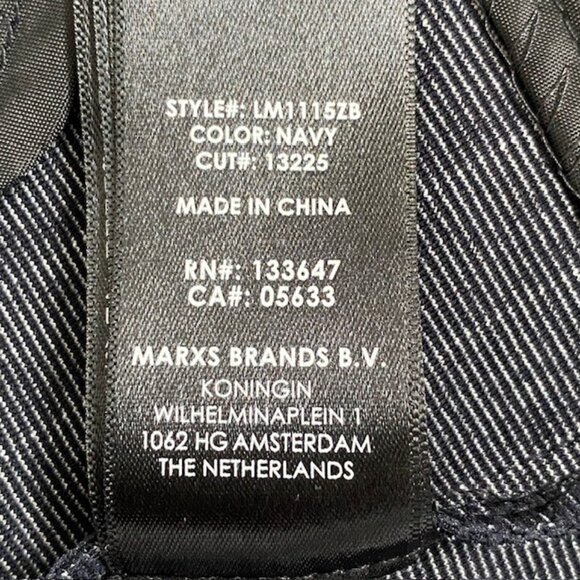 STYLE#: LM1115ZB
COLOR: NAVY
CUT#: 13225
MADE IN CHINA
RN#: 133647
CA#: 05633
MARXS BRANDS B.V.
KONINGIN
WILHELMINAPLEIN 1
1062 HG AMSTERDAM
THE NETHERLANDS